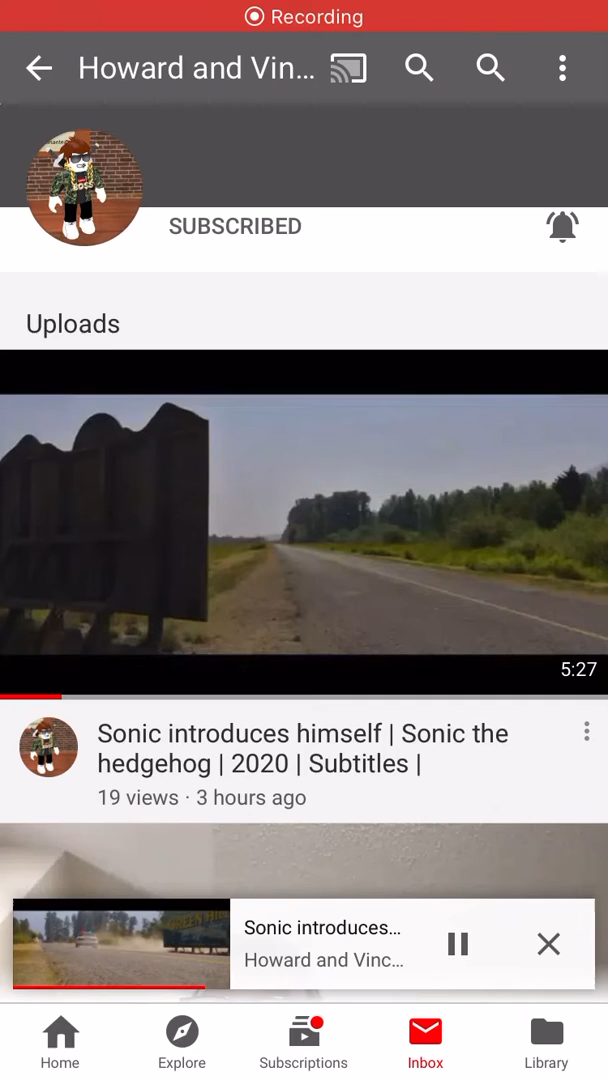 Recording
Howard and Vin...
BOSS
SUBSCRIBED
Uploads
5:27
Sonic introduces himself | Sonic the
hedgehog | 2020 | Subtitles |
19 views · 3 hours ago
Sonic introduces...
Howard and Vinc...
Home
Explore
Subscriptions
Inbox
Library